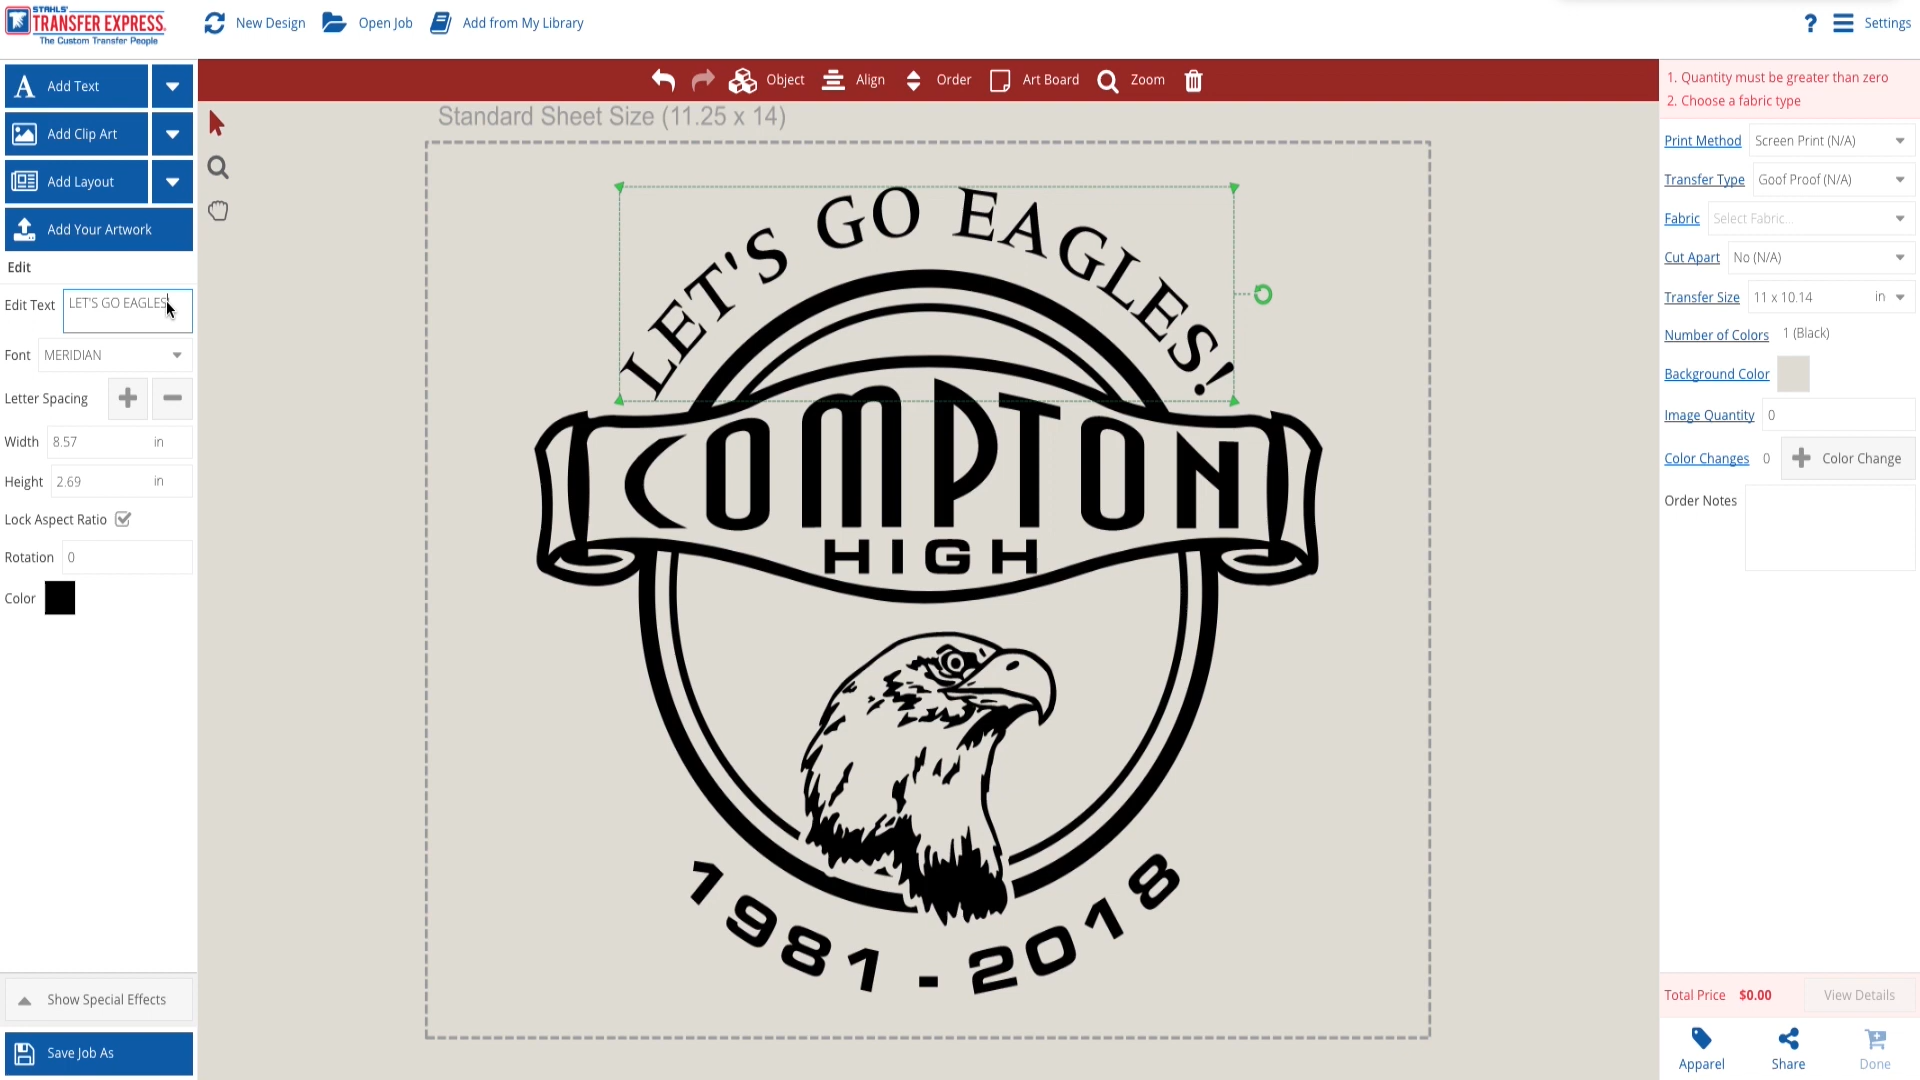 STAHLS'
TRANSFER EXPRESS.
The Custom Transfer People
New Design
Open Job
Add from My Library
?
Settings
Add Text
Add Clip Art
Add Layout
Add Your Artwork
Object
Align
Order
Art Board
Zoom
1. Quantity must be greater than zero
2. Choose a fabric type
Edit
Edit Text LET'S GO EAGLES
Font MERIDIAN
Letter Spacing
Width 8.57 in
Height 2.69 in
Lock Aspect Ratio
Rotation 0
Color
Show Special Effects
Save Job As
Standard Sheet Size (11.25 x 14)
LET'S GO EAGLES!
COMPTON
HIGH
1981 - 2018
Print Method Screen Print (N/A)
Transfer Type Goof Proof (N/A)
Fabric Select Fabric...
Cut Apart No (N/A)
Transfer Size 11 x 10.14 in
Number of Colors 1 (Black)
Background Color
Image Quantity 0
Color Changes 0 Color Change
Order Notes
Total Price $0.00 View Details
Apparel Share Done